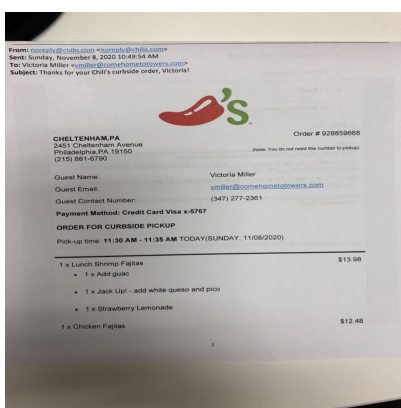 From: noreply@chilis.com <noreply@chilis.com>
Sent: Sunday, November 8, 2020 10:49:54 AM
To: Victoria Miller <vmiller@comehometotowers.com>
Subject: Thanks for your Chili's curbside order, Victoria!
's
Order # 928859668
(Note: You do not need this number to pickup)
CHELTENHAM,PA
2451 Cheltenham Avenue
Philadelphia,PA 19150
(215) 881-6790
Guest Name: Victoria Miller
Guest Email: vmiller@comehometotowers.com
Guest Contact Number: (347) 277-2361
Payment Method: Credit Card Visa x-5767
ORDER FOR CURBSIDE PICKUP
Pick-up time: 11:30 AM - 11:35 AM TODAY(SUNDAY, 11/08/2020)
1 x Lunch Shrimp Fajitas $13.98
• 1 x Add guac
• 1 x Jack Up! - add white queso and pico
• 1 x Strawberry Lemonade
1 x Chicken Fajitas $12.48
1